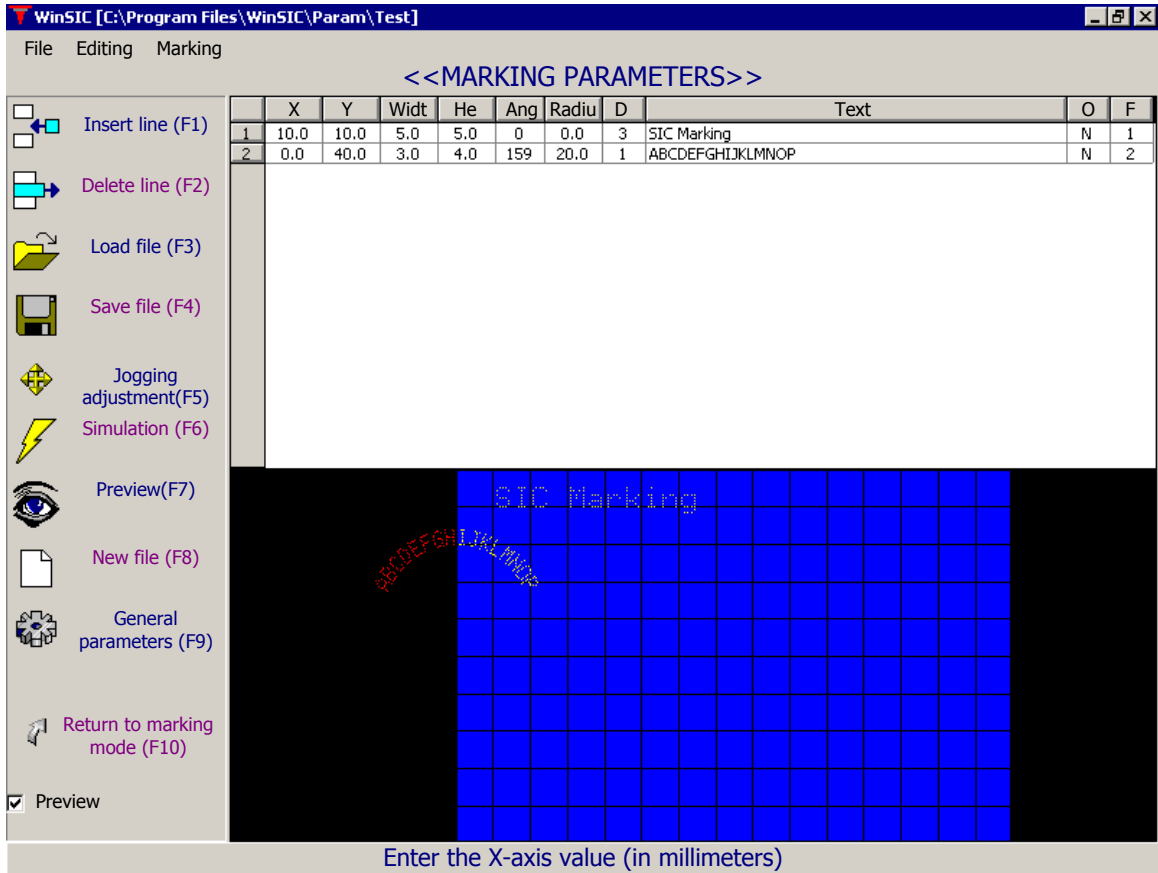 WinSIC [C:\Program Files\WinSIC\Param\Test]
File Editing Marking
<<MARKING PARAMETERS>>
Insert line (F1)
Delete line (F2)
Load file (F3)
Save file (F4)
Jogging
adjustment(F5)
Simulation (F6)
Preview(F7)
New file (F8)
General
parameters (F9)
Return to marking
mode (F10)
Preview
X Y Widt He Ang Radiu D Text O F
1 10.0 10.0 5.0 5.0 0 0.0 3 SIC Marking N 1
2 0.0 40.0 3.0 4.0 159 20.0 1 ABCDEFGHIJKLMNOP N 2
SIC Marking
ABCDEFGHIJKLMNOP
Enter the X-axis value (in millimeters)